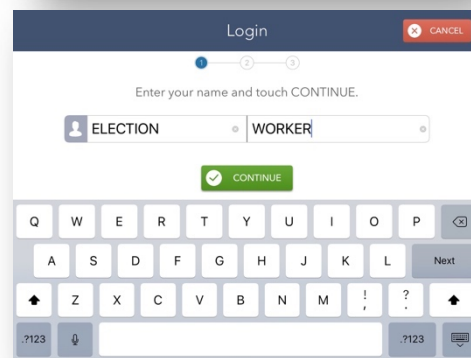 Login
CANCEL
1 2 3
Enter your name and touch CONTINUE.
ELECTION WORKER
CONTINUE
Q W E R T Y U I O P
A S D F G H J K L Next
Z X C V B N M ! , ? .
.?123 .?123